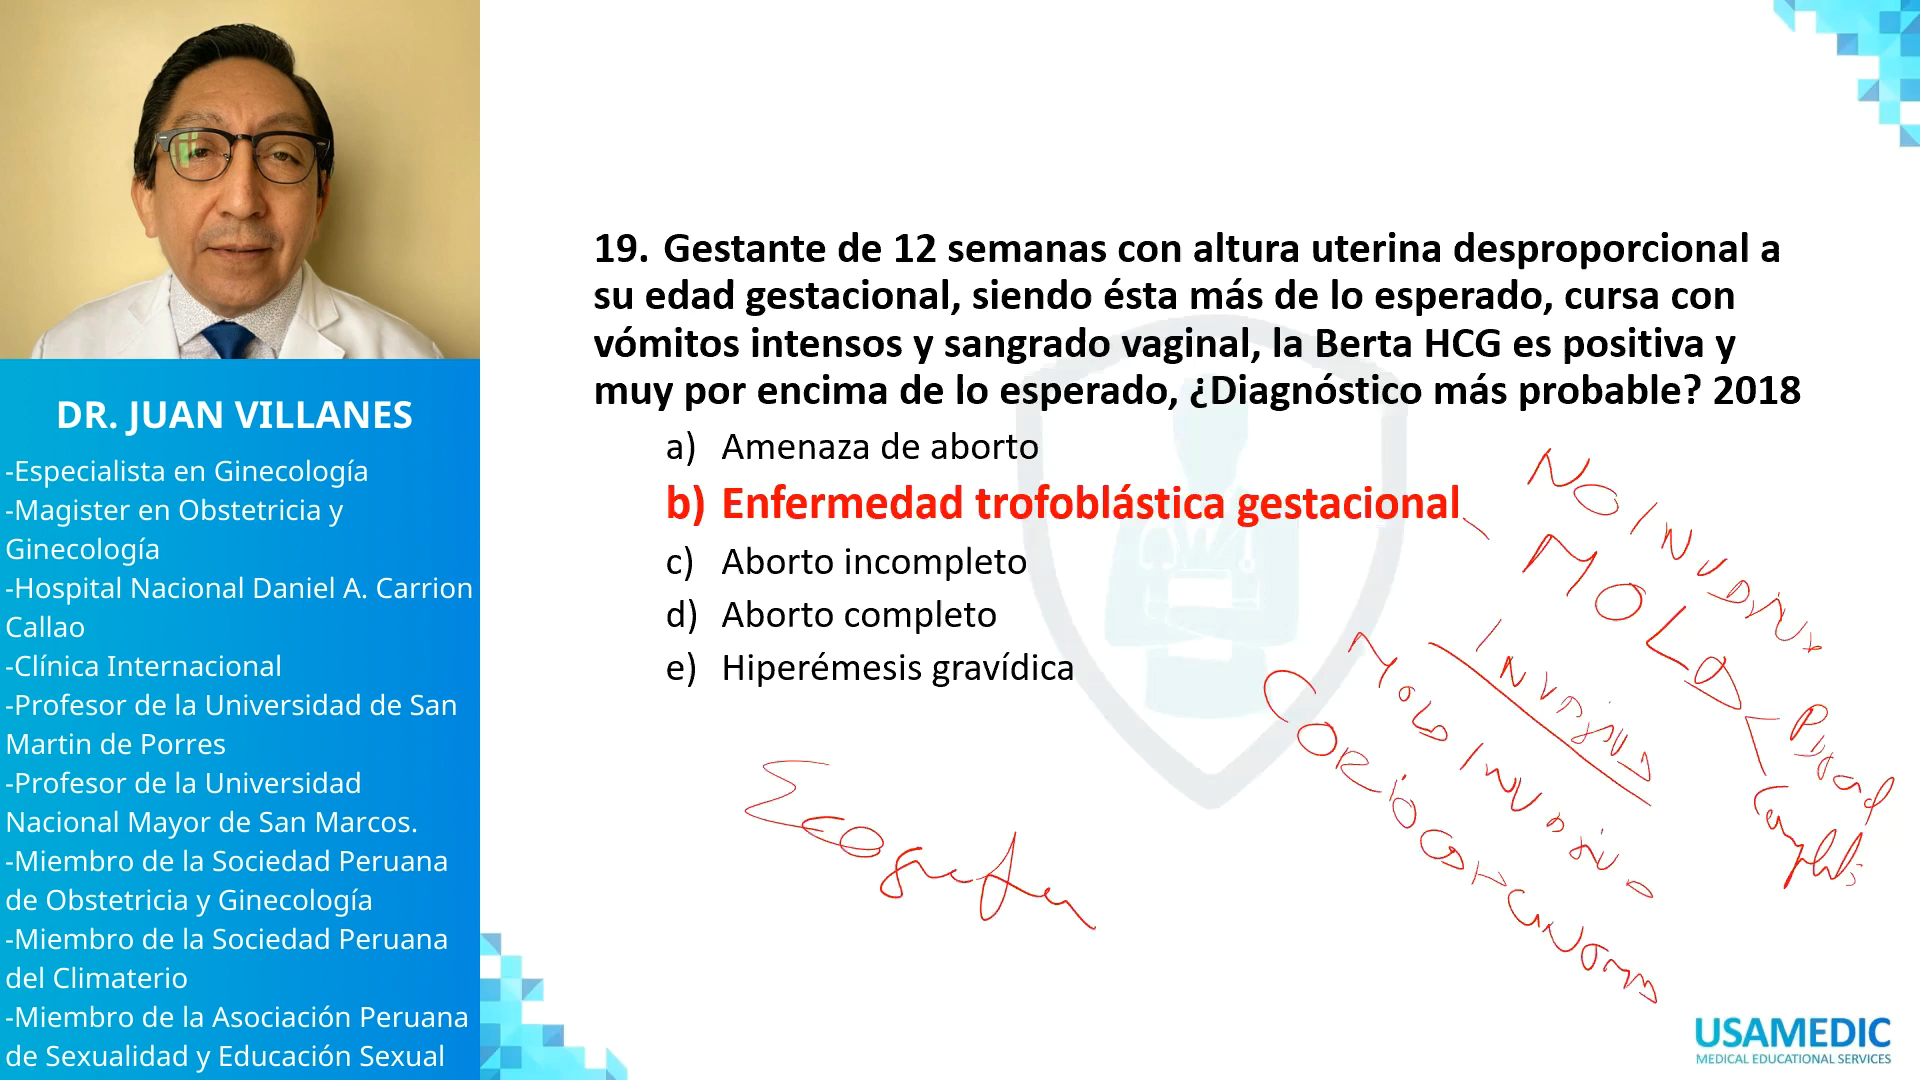 DR. JUAN VILLANES
-Especialista en Ginecología
-Magister en Obstetricia y
Ginecología
-Hospital Nacional Daniel A. Carrion
Callao
-Clínica Internacional
-Profesor de la Universidad de San
Martin de Porres
-Profesor de la Universidad
Nacional Mayor de San Marcos.
-Miembro de la Sociedad Peruana
de Obstetricia y Ginecología
-Miembro de la Sociedad Peruana
del Climaterio
-Miembro de la Asociación Peruana
de Sexualidad y Educación Sexual
19. Gestante de 12 semanas con altura uterina desproporcional a
su edad gestacional, siendo ésta más de lo esperado, cursa con
vómitos intensos y sangrado vaginal, la Berta HCG es positiva y
muy por encima de lo esperado, ¿Diagnóstico más probable? 2018
a) Amenaza de aborto
b) Enfermedad trofoblástica gestacional
c) Aborto incompleto
d) Aborto completo
e) Hiperémesis gravídica
NO
MOLA
MOLA
USAMEDIC
MEDICAL EDUCATIONAL SERVICES